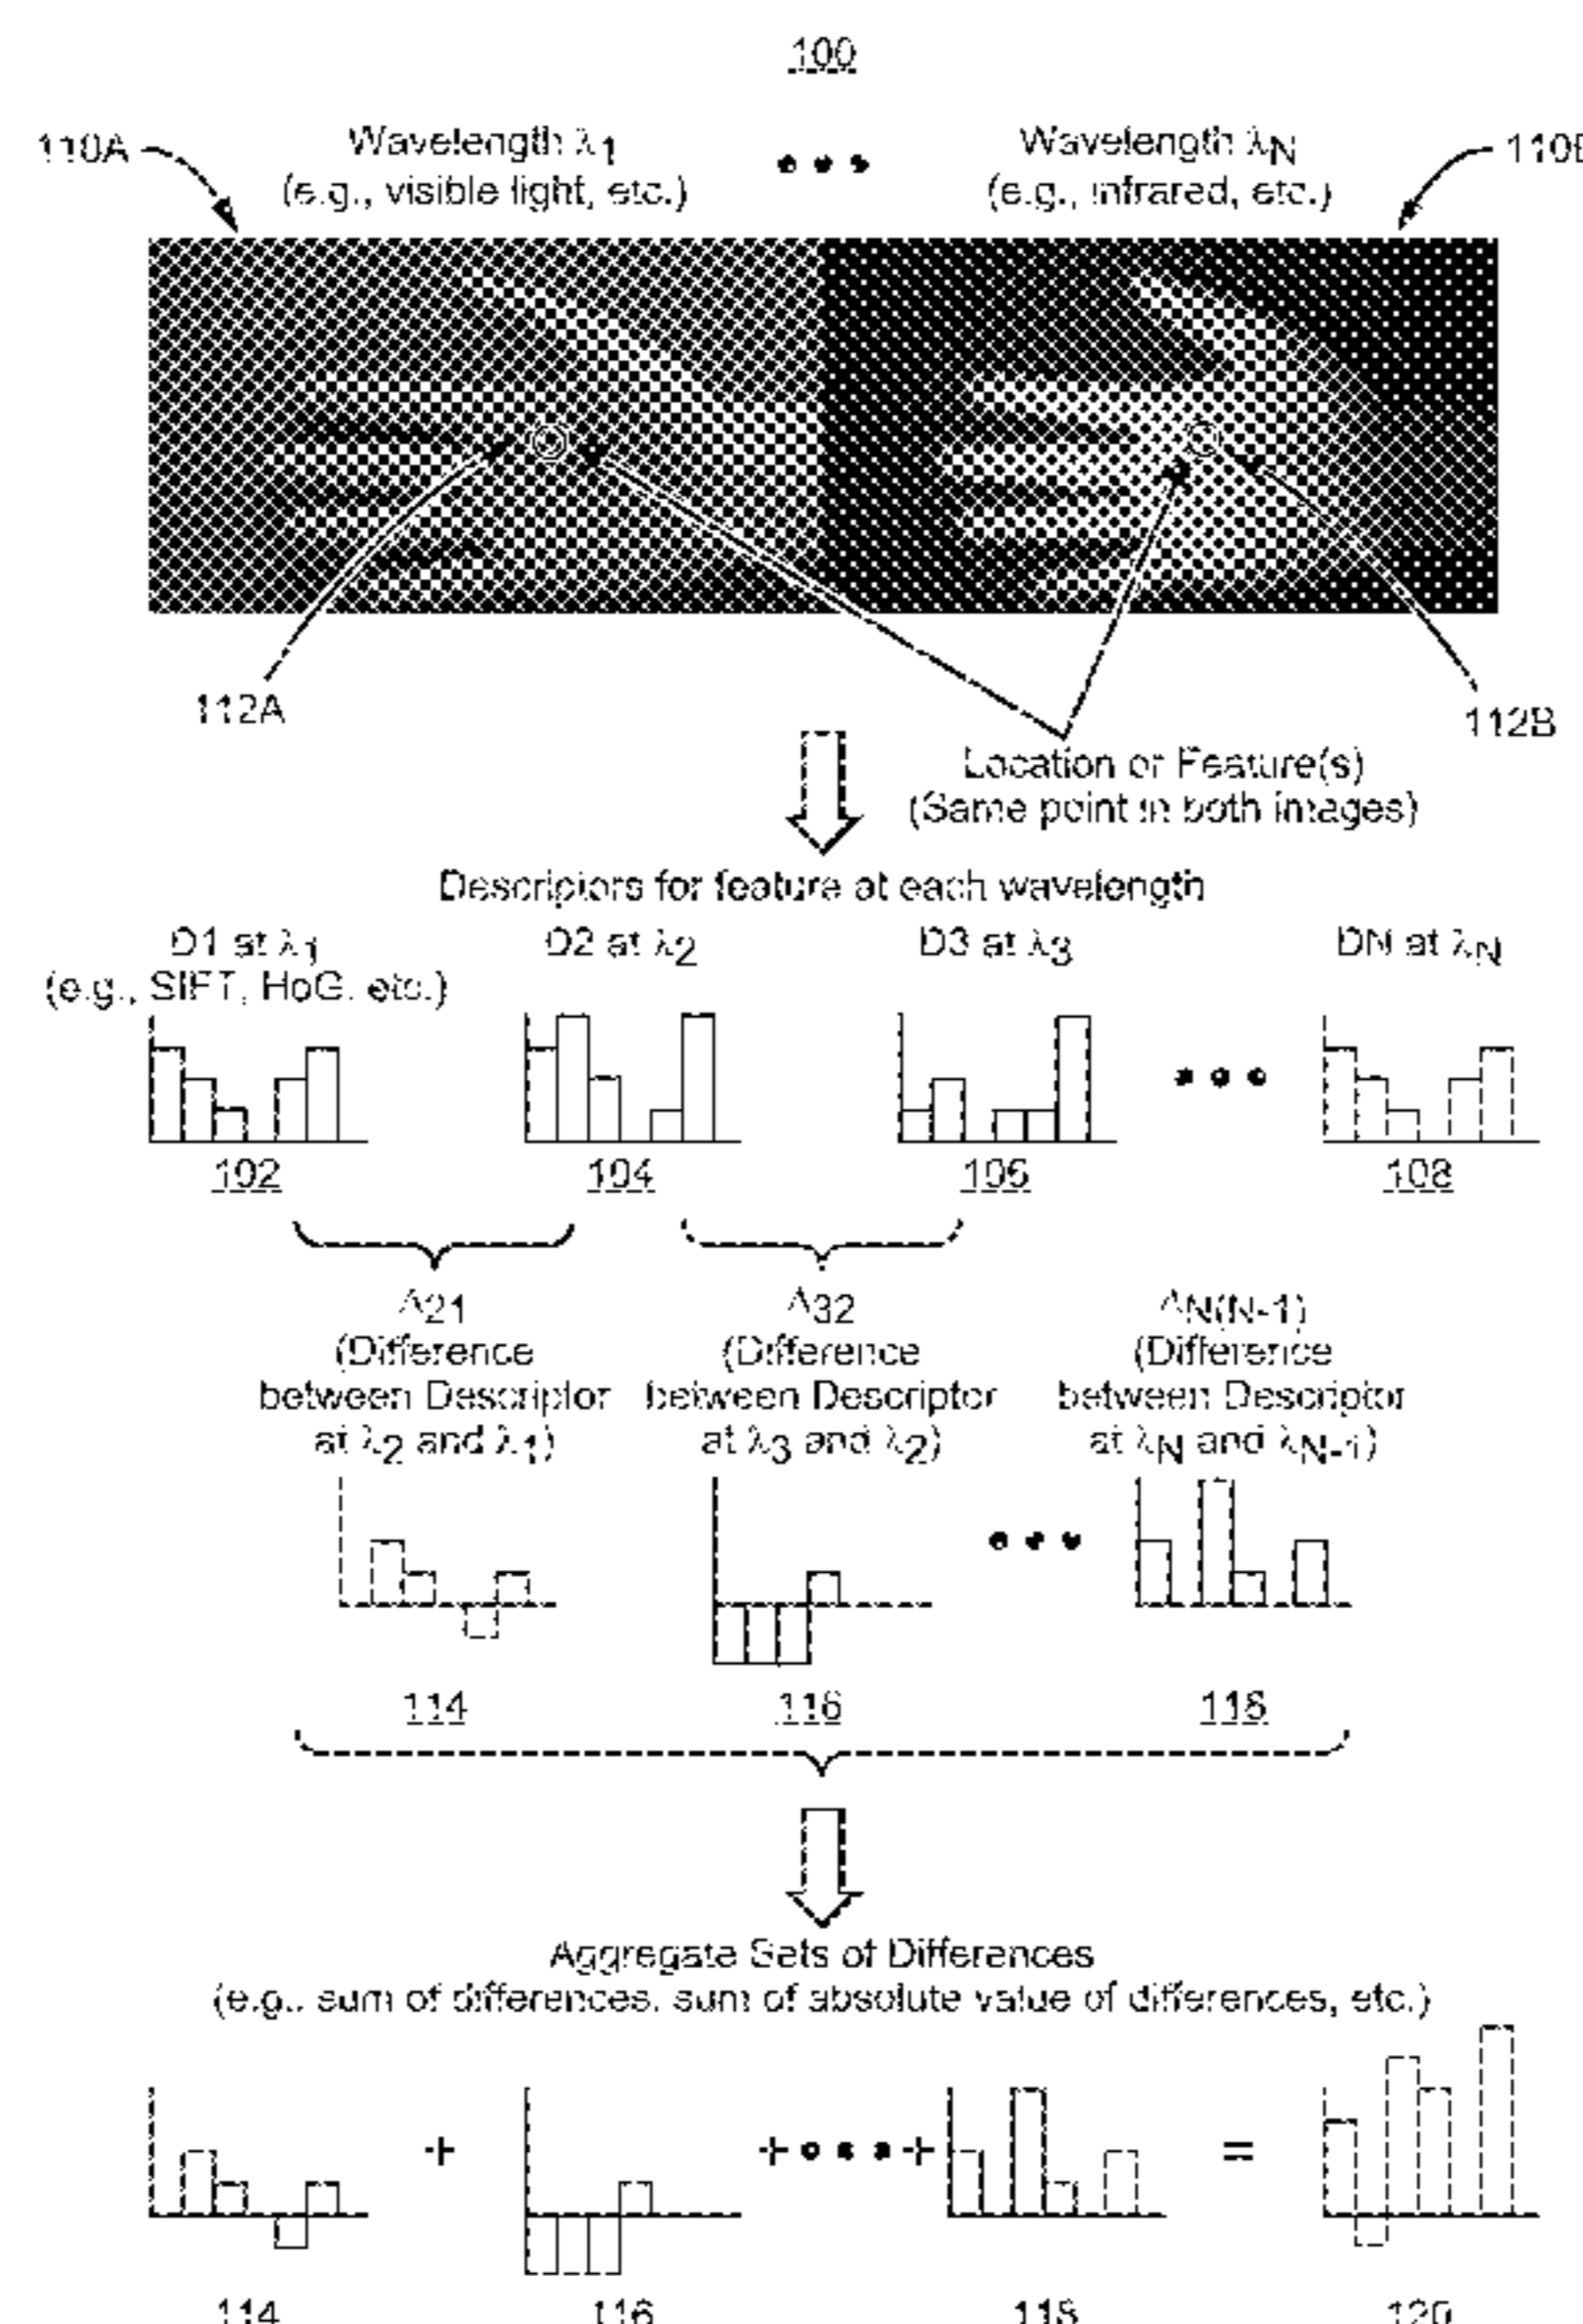 100
110A
Wavelength λ1
(e.g., visible light, etc.)
Wavelength λN
(e.g., infrared, etc.)
112A
112B
Location or Feature(s)
(Same point in both images)
Descriptors for feature at each wavelength
D1 at λ1
(e.g., SIFT, HoG, etc.)
D2 at λ2
D3 at λ3
DN at λN
102
104
106
108
Δ21
(Difference
between Descriptor
at λ2 and λ1)
Δ32
(Difference
between Descriptor
at λ3 and λ2)
ΔN(N-1)
(Difference
between Descriptor
at λN and λN-1)
114
116
118
Aggregate Sets of Differences
(e.g., sum of differences, sum of absolute value of differences, etc.)
+ + + =
114
116
118
120